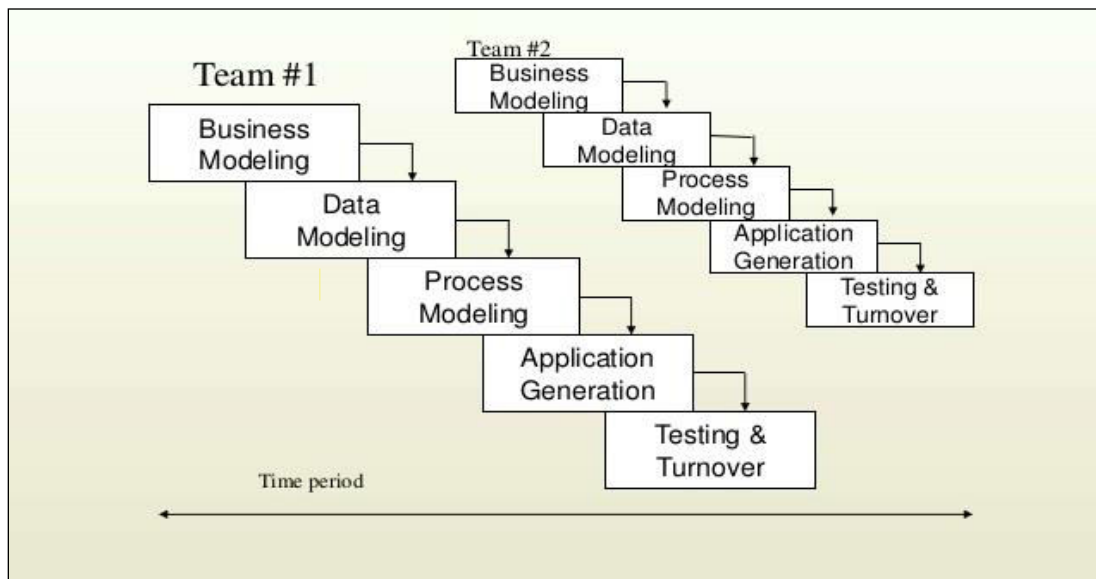 Team #1
Business
Modeling
Data
Modeling
Process
Modeling
Application
Generation
Testing &
Turnover
Team #2
Business
Modeling
Data
Modeling
Process
Modeling
Application
Generation
Testing &
Turnover
Time period